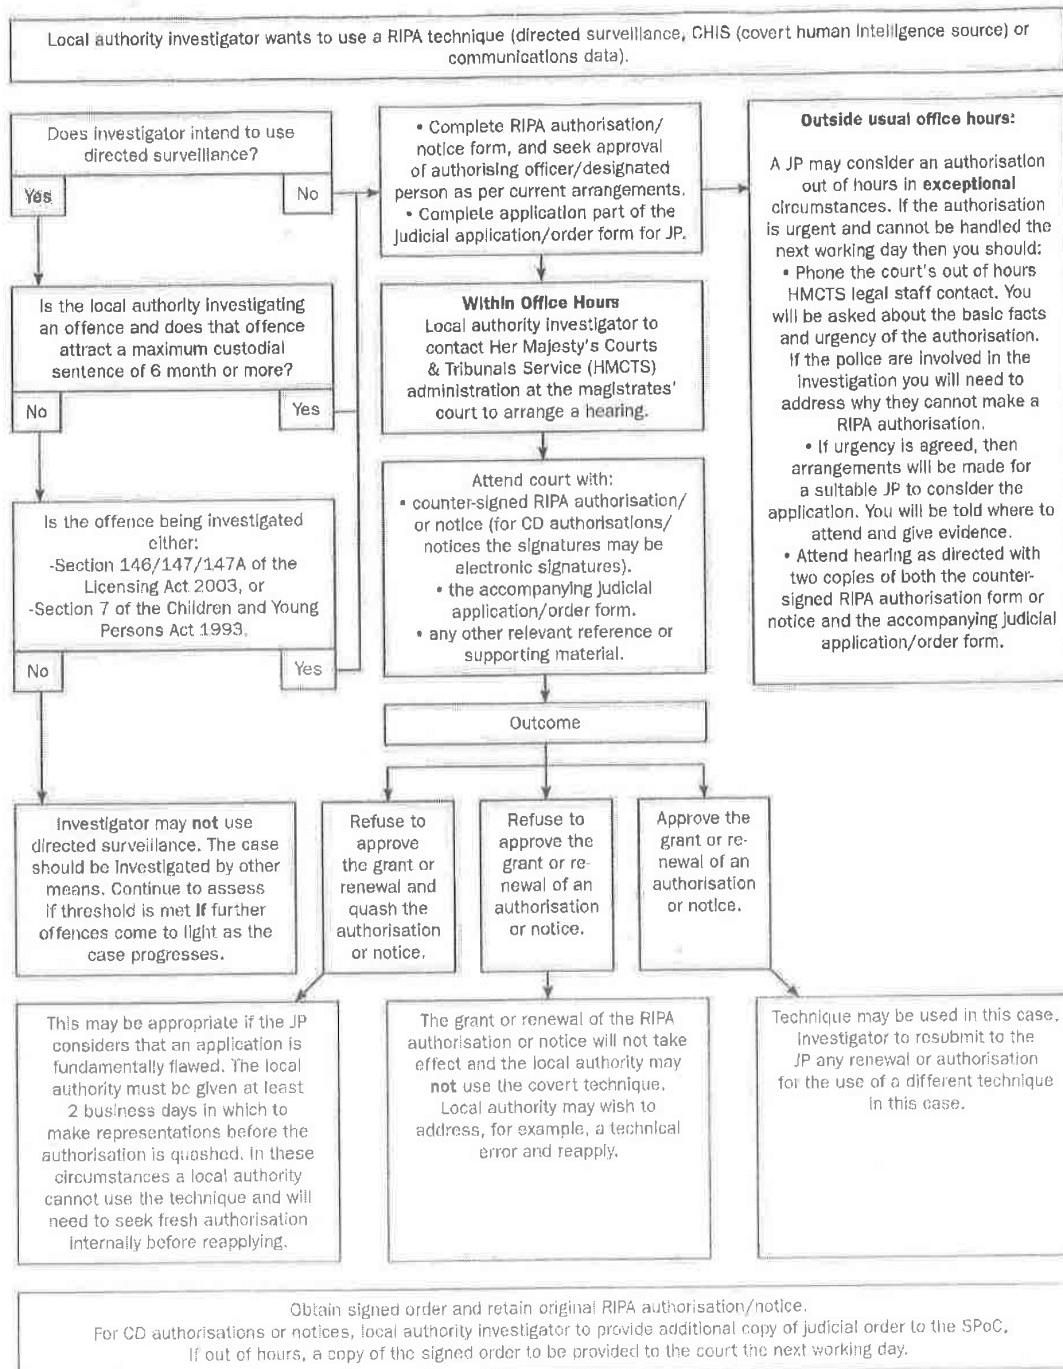 Local authority investigator wants to use a RIPA technique (directed surveillance, CHIS (covert human intelligence source) or
communications data).
Does investigator intend to use
directed surveillance?
Yes
No
Is the local authority investigating
an offence and does that offence
attract a maximum custodial
sentence of 6 month or more?
No
Yes
Is the offence being investigated
either:
-Section 146/147/147A of the
Licensing Act 2003, or
-Section 7 of the Children and Young
Persons Act 1993.
No
Yes
Investigator may not use
directed surveillance. The case
should be investigated by other
means. Continue to assess
if threshold is met if further
offences come to light as the
case progresses.
• Complete RIPA authorisation/
notice form, and seek approval
of authorising officer/designated
person as per current arrangements.
• Complete application part of the
judicial application/order form for JP.
Within Office Hours
Local authority investigator to
contact Her Majesty's Courts
& Tribunals Service (HMCTS)
administration at the magistrates'
court to arrange a hearing.
Attend court with:
• counter-signed RIPA authorisation/
or notice (for CD authorisations/
notices the signatures may be
electronic signatures).
• the accompanying judicial
application/order form.
• any other relevant reference or
supporting material.
Outside usual office hours:
A JP may consider an authorisation
out of hours in exceptional
circumstances. If the authorisation
is urgent and cannot be handled the
next working day then you should:
• Phone the court's out of hours
HMCTS legal staff contact. You
will be asked about the basic facts
and urgency of the authorisation.
If the police are involved in the
investigation you will need to
address why they cannot make a
RIPA authorisation.
• If urgency is agreed, then
arrangements will be made for
a suitable JP to consider the
application. You will be told where to
attend and give evidence.
• Attend hearing as directed with
two copies of both the counter-
signed RIPA authorisation form or
notice and the accompanying judicial
application/order form.
Outcome
Refuse to
approve
the grant or
renewal and
quash the
authorisation
or notice.
Refuse to
approve the
grant or re-
newal of an
authorisation
or notice.
Approve the
grant or re-
newal of an
authorisation
or notice.
This may be appropriate if the JP
considers that an application is
fundamentally flawed. The local
authority must be given at least
2 business days in which to
make representations before the
authorisation is quashed. In these
circumstances a local authority
cannot use the technique and will
need to seek fresh authorisation
internally before reapplying.
The grant or renewal of the RIPA
authorisation or notice will not take
effect and the local authority may
not use the covert technique.
Local authority may wish to
address, for example, a technical
error and reapply.
Technique may be used in this case.
Investigator to resubmit to the
JP any renewal or authorisation
for the use of a different technique
in this case.
Obtain signed order and retain original RIPA authorisation/notice.
For CD authorisations or notices, local authority investigator to provide additional copy of judicial order to the SPoC.
If out of hours, a copy of the signed order to be provided to the court the next working day.